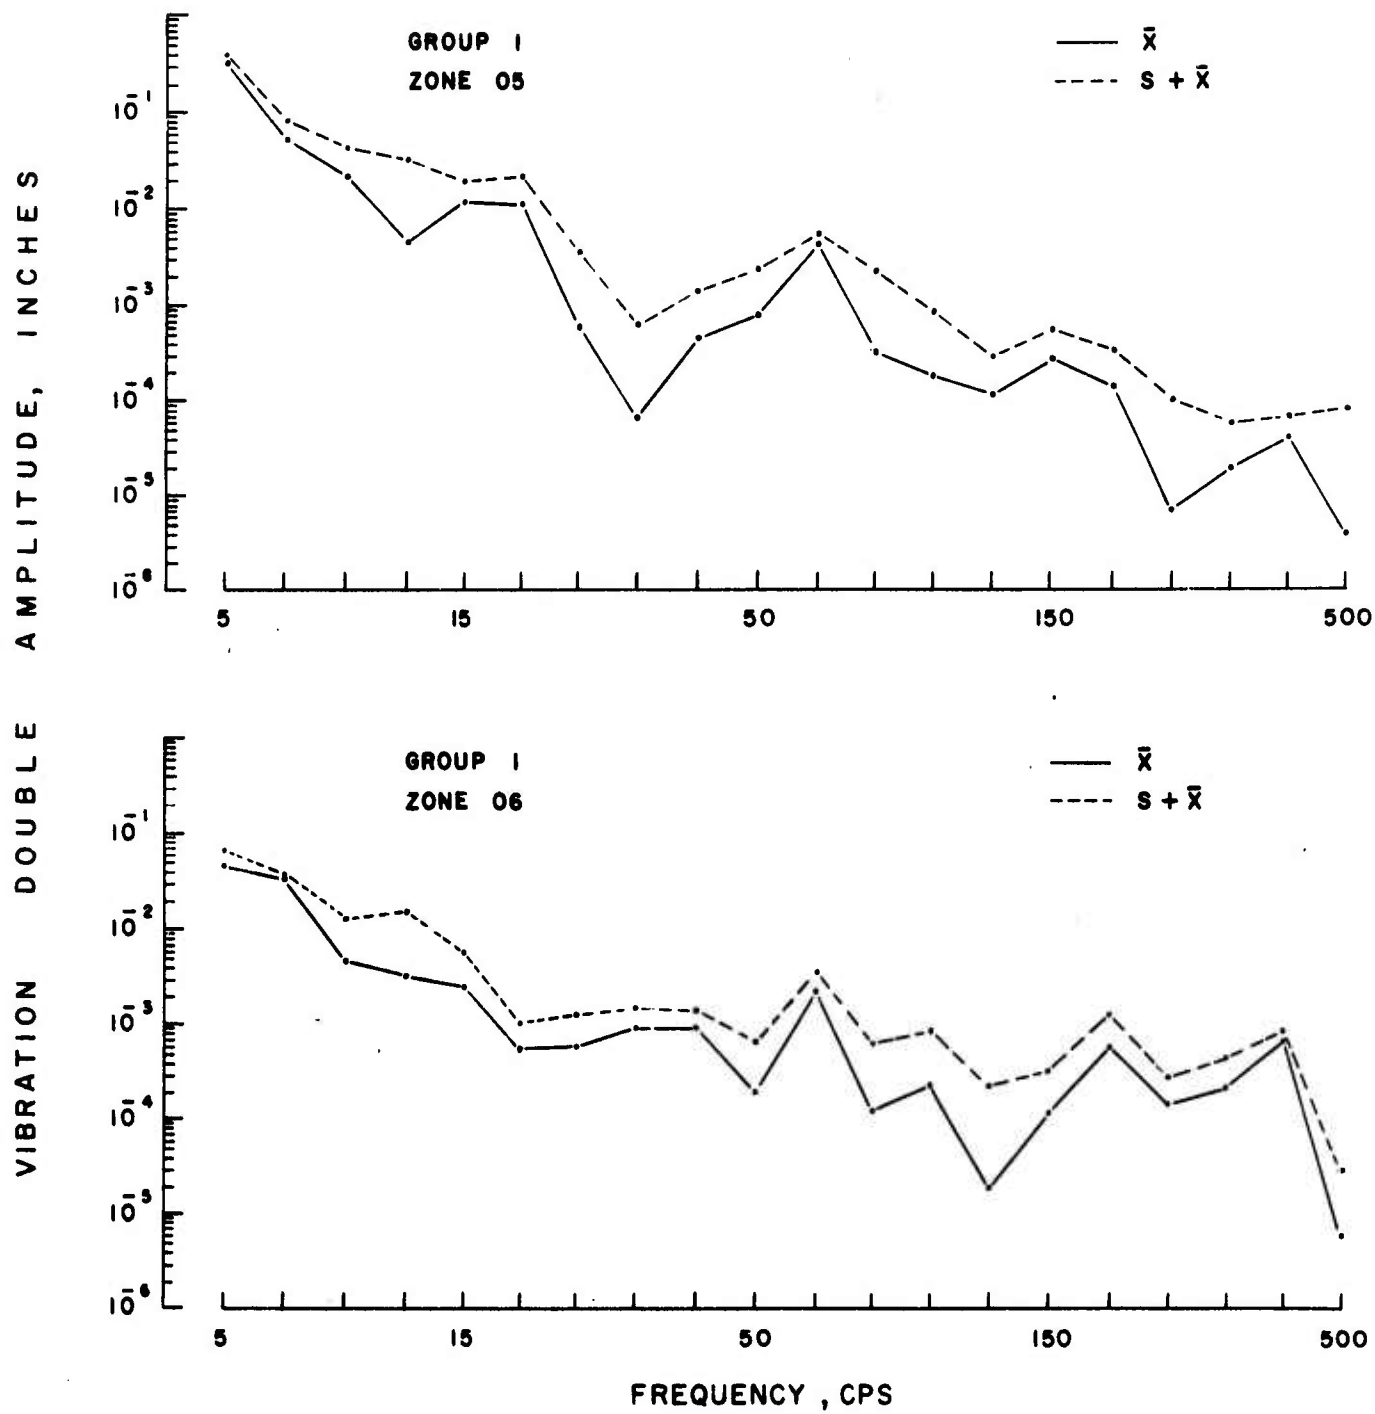 GROUP 1
ZONE 05
X̄
S + X̄
10⁻¹
10⁻²
10⁻³
10⁻⁴
10⁻⁵
10⁻⁶
5 15 50 150 500
VIBRATION DOUBLE AMPLITUDE, INCHES
GROUP 1
ZONE 06
X̄
S + X̄
10⁻¹
10⁻²
10⁻³
10⁻⁴
10⁻⁵
10⁻⁶
5 15 50 150 500
FREQUENCY , CPS